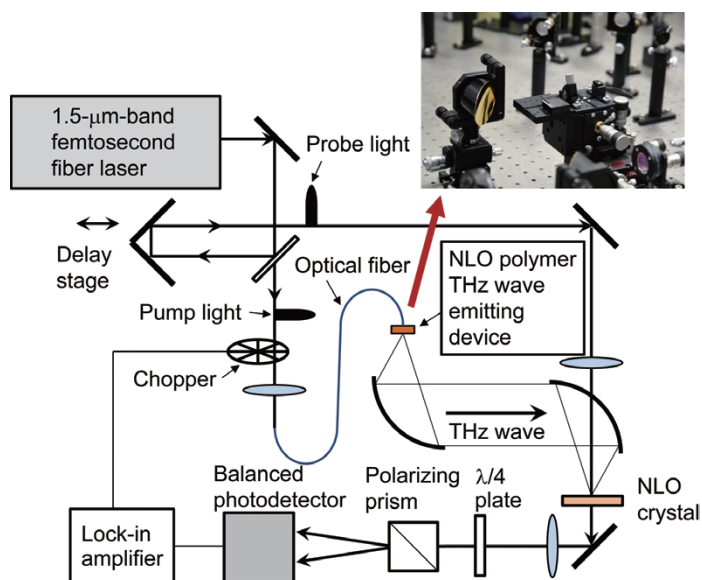 1.5-μm-band
femtosecond
fiber laser
Probe light
Delay
stage
Optical fiber
NLO polymer
THz wave
emitting
device
Pump light
Chopper
THz wave
Balanced
photodetector
Polarizing
prism
λ/4
plate
NLO
crystal
Lock-in
amplifier